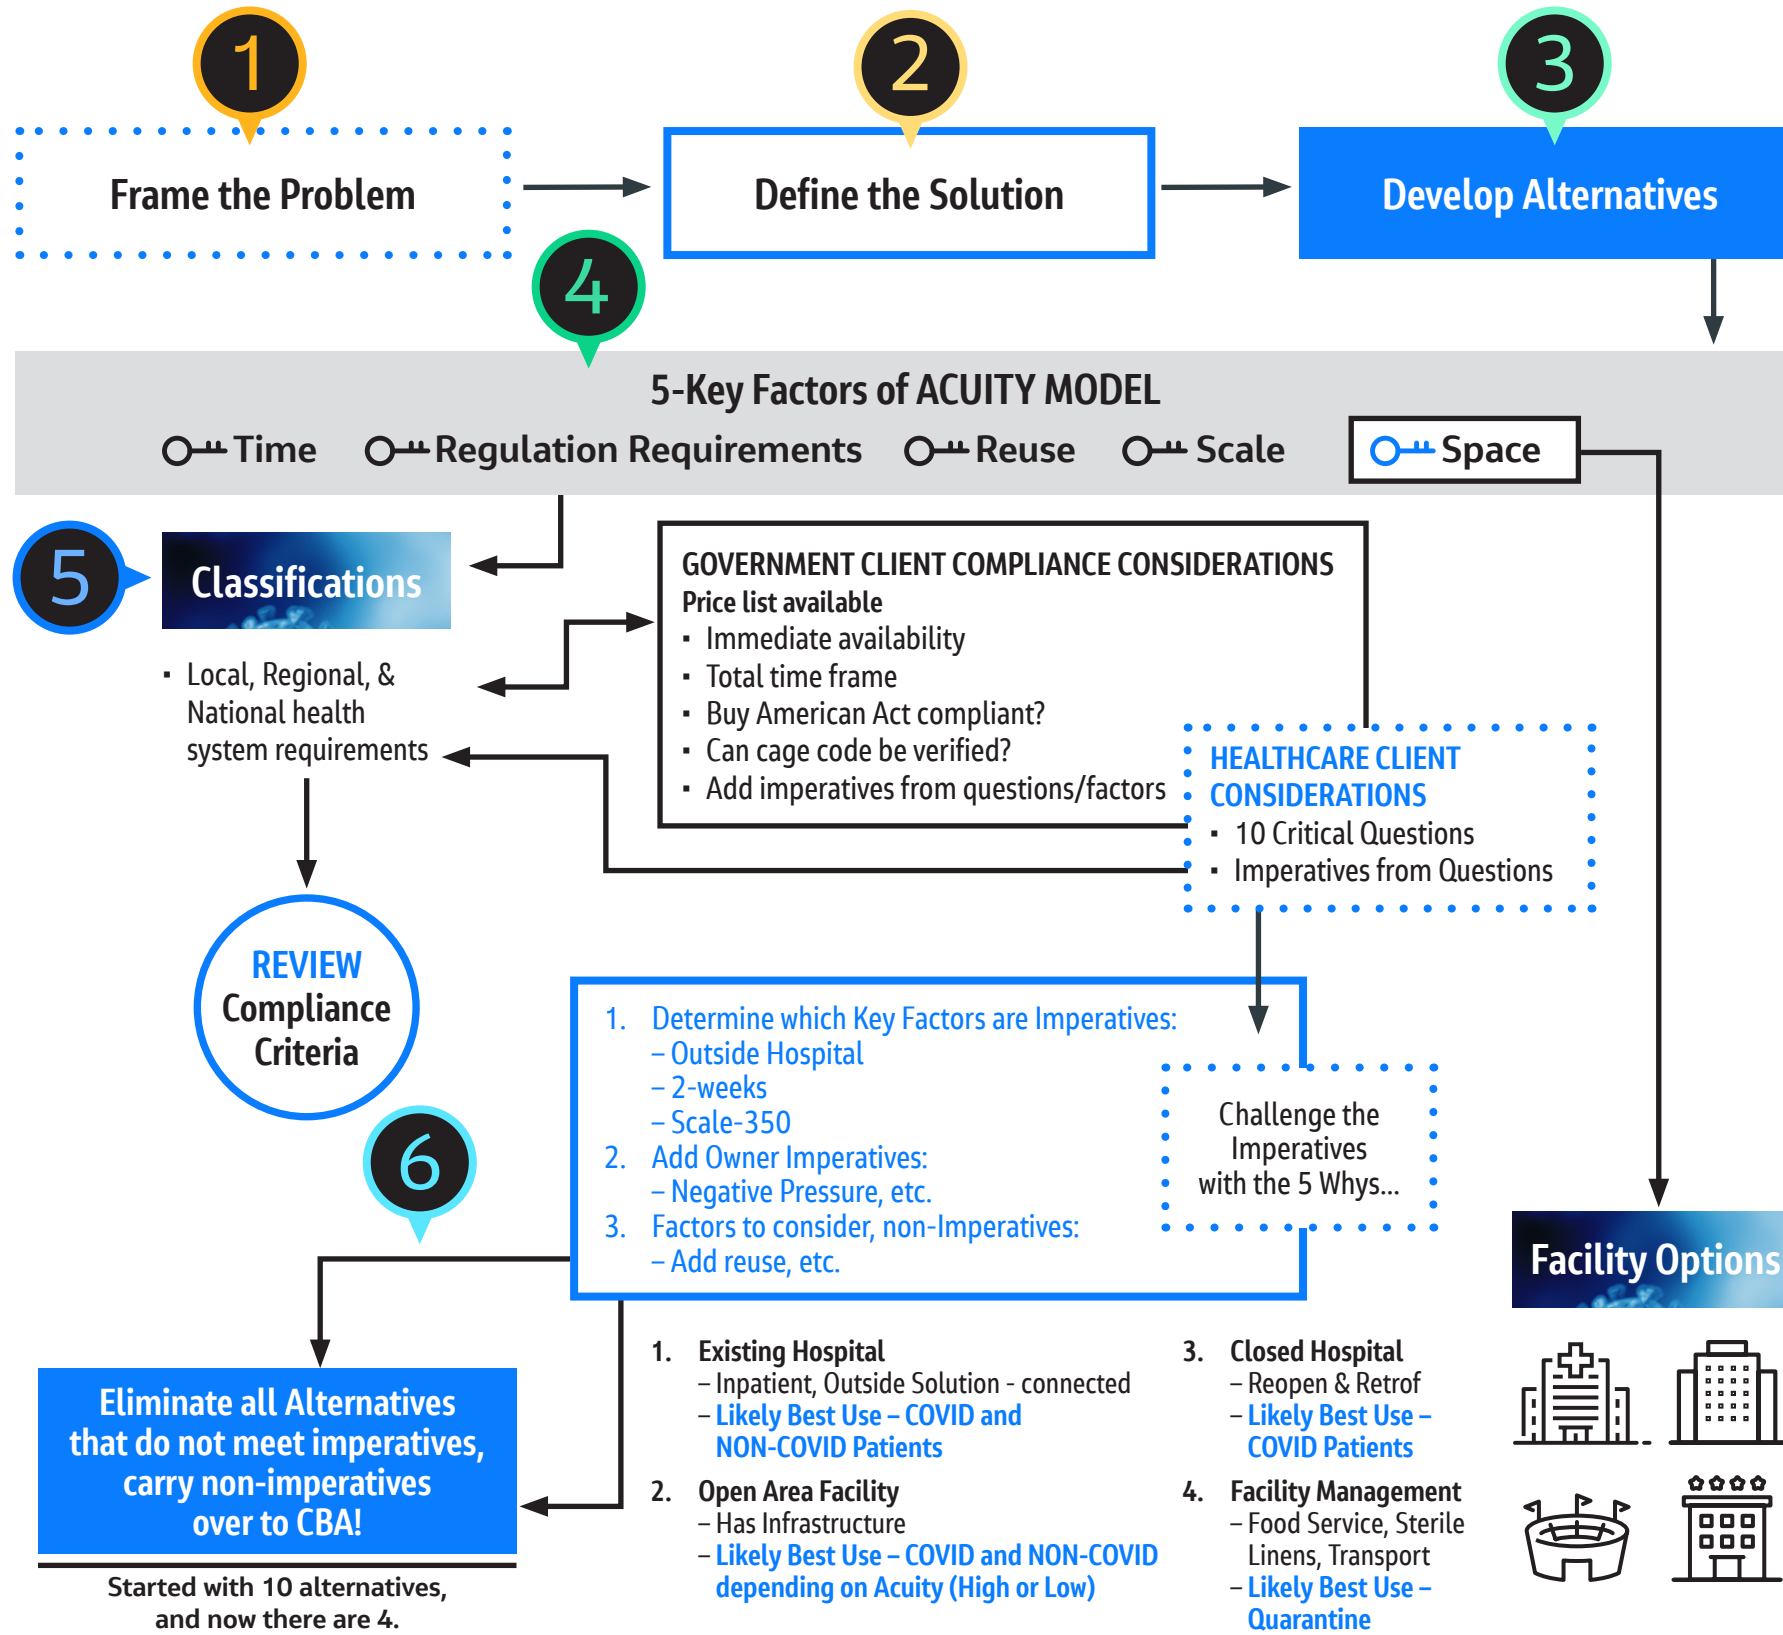 1
2
3
Frame the Problem
Define the Solution
Develop Alternatives
4
5-Key Factors of ACUITY MODEL
Time
Regulation Requirements
Reuse
Scale
Space
5
Classifications
▪ Local, Regional, &
National health
system requirements
GOVERNMENT CLIENT COMPLIANCE CONSIDERATIONS
Price list available
▪ Immediate availability
▪ Total time frame
▪ Buy American Act compliant?
▪ Can cage code be verified?
▪ Add imperatives from questions/factors
HEALTHCARE CLIENT
CONSIDERATIONS
▪ 10 Critical Questions
▪ Imperatives from Questions
REVIEW
Compliance
Criteria
1. Determine which Key Factors are Imperatives:
– Outside Hospital
– 2-weeks
– Scale-350
2. Add Owner Imperatives:
– Negative Pressure, etc.
3. Factors to consider, non-Imperatives:
– Add reuse, etc.
Challenge the
Imperatives
with the 5 Whys...
6
Facility Options
Eliminate all Alternatives
that do not meet imperatives,
carry non-imperatives
over to CBA!
Started with 10 alternatives,
and now there are 4.
1. Existing Hospital
– Inpatient, Outside Solution - connected
– Likely Best Use – COVID and
NON-COVID Patients
2. Open Area Facility
– Has Infrastructure
– Likely Best Use – COVID and NON-COVID
depending on Acuity (High or Low)
3. Closed Hospital
– Reopen & Retrof
– Likely Best Use –
COVID Patients
4. Facility Management
– Food Service, Sterile
Linens, Transport
– Likely Best Use –
Quarantine